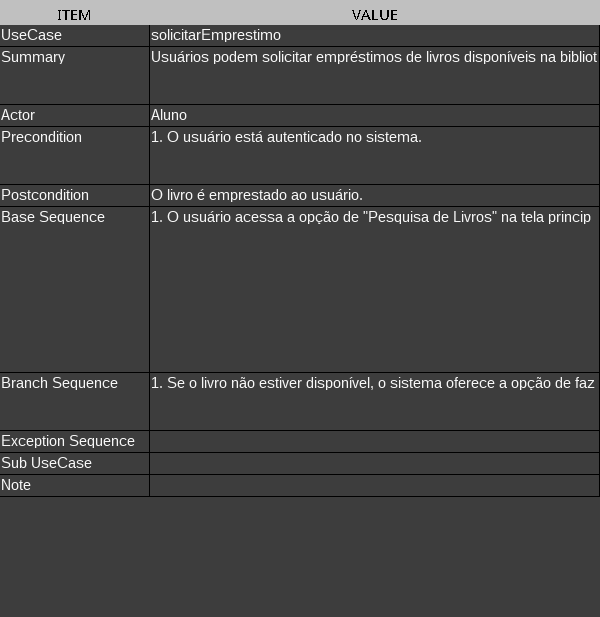 ITEM VALUE
UseCase solicitarEmprestimo
Summary Usuários podem solicitar empréstimos de livros disponíveis na bibliot
Actor Aluno
Precondition 1. O usuário está autenticado no sistema.
Postcondition O livro é emprestado ao usuário.
Base Sequence 1. O usuário acessa a opção de "Pesquisa de Livros" na tela princip
Branch Sequence 1. Se o livro não estiver disponível, o sistema oferece a opção de faz
Exception Sequence
Sub UseCase
Note